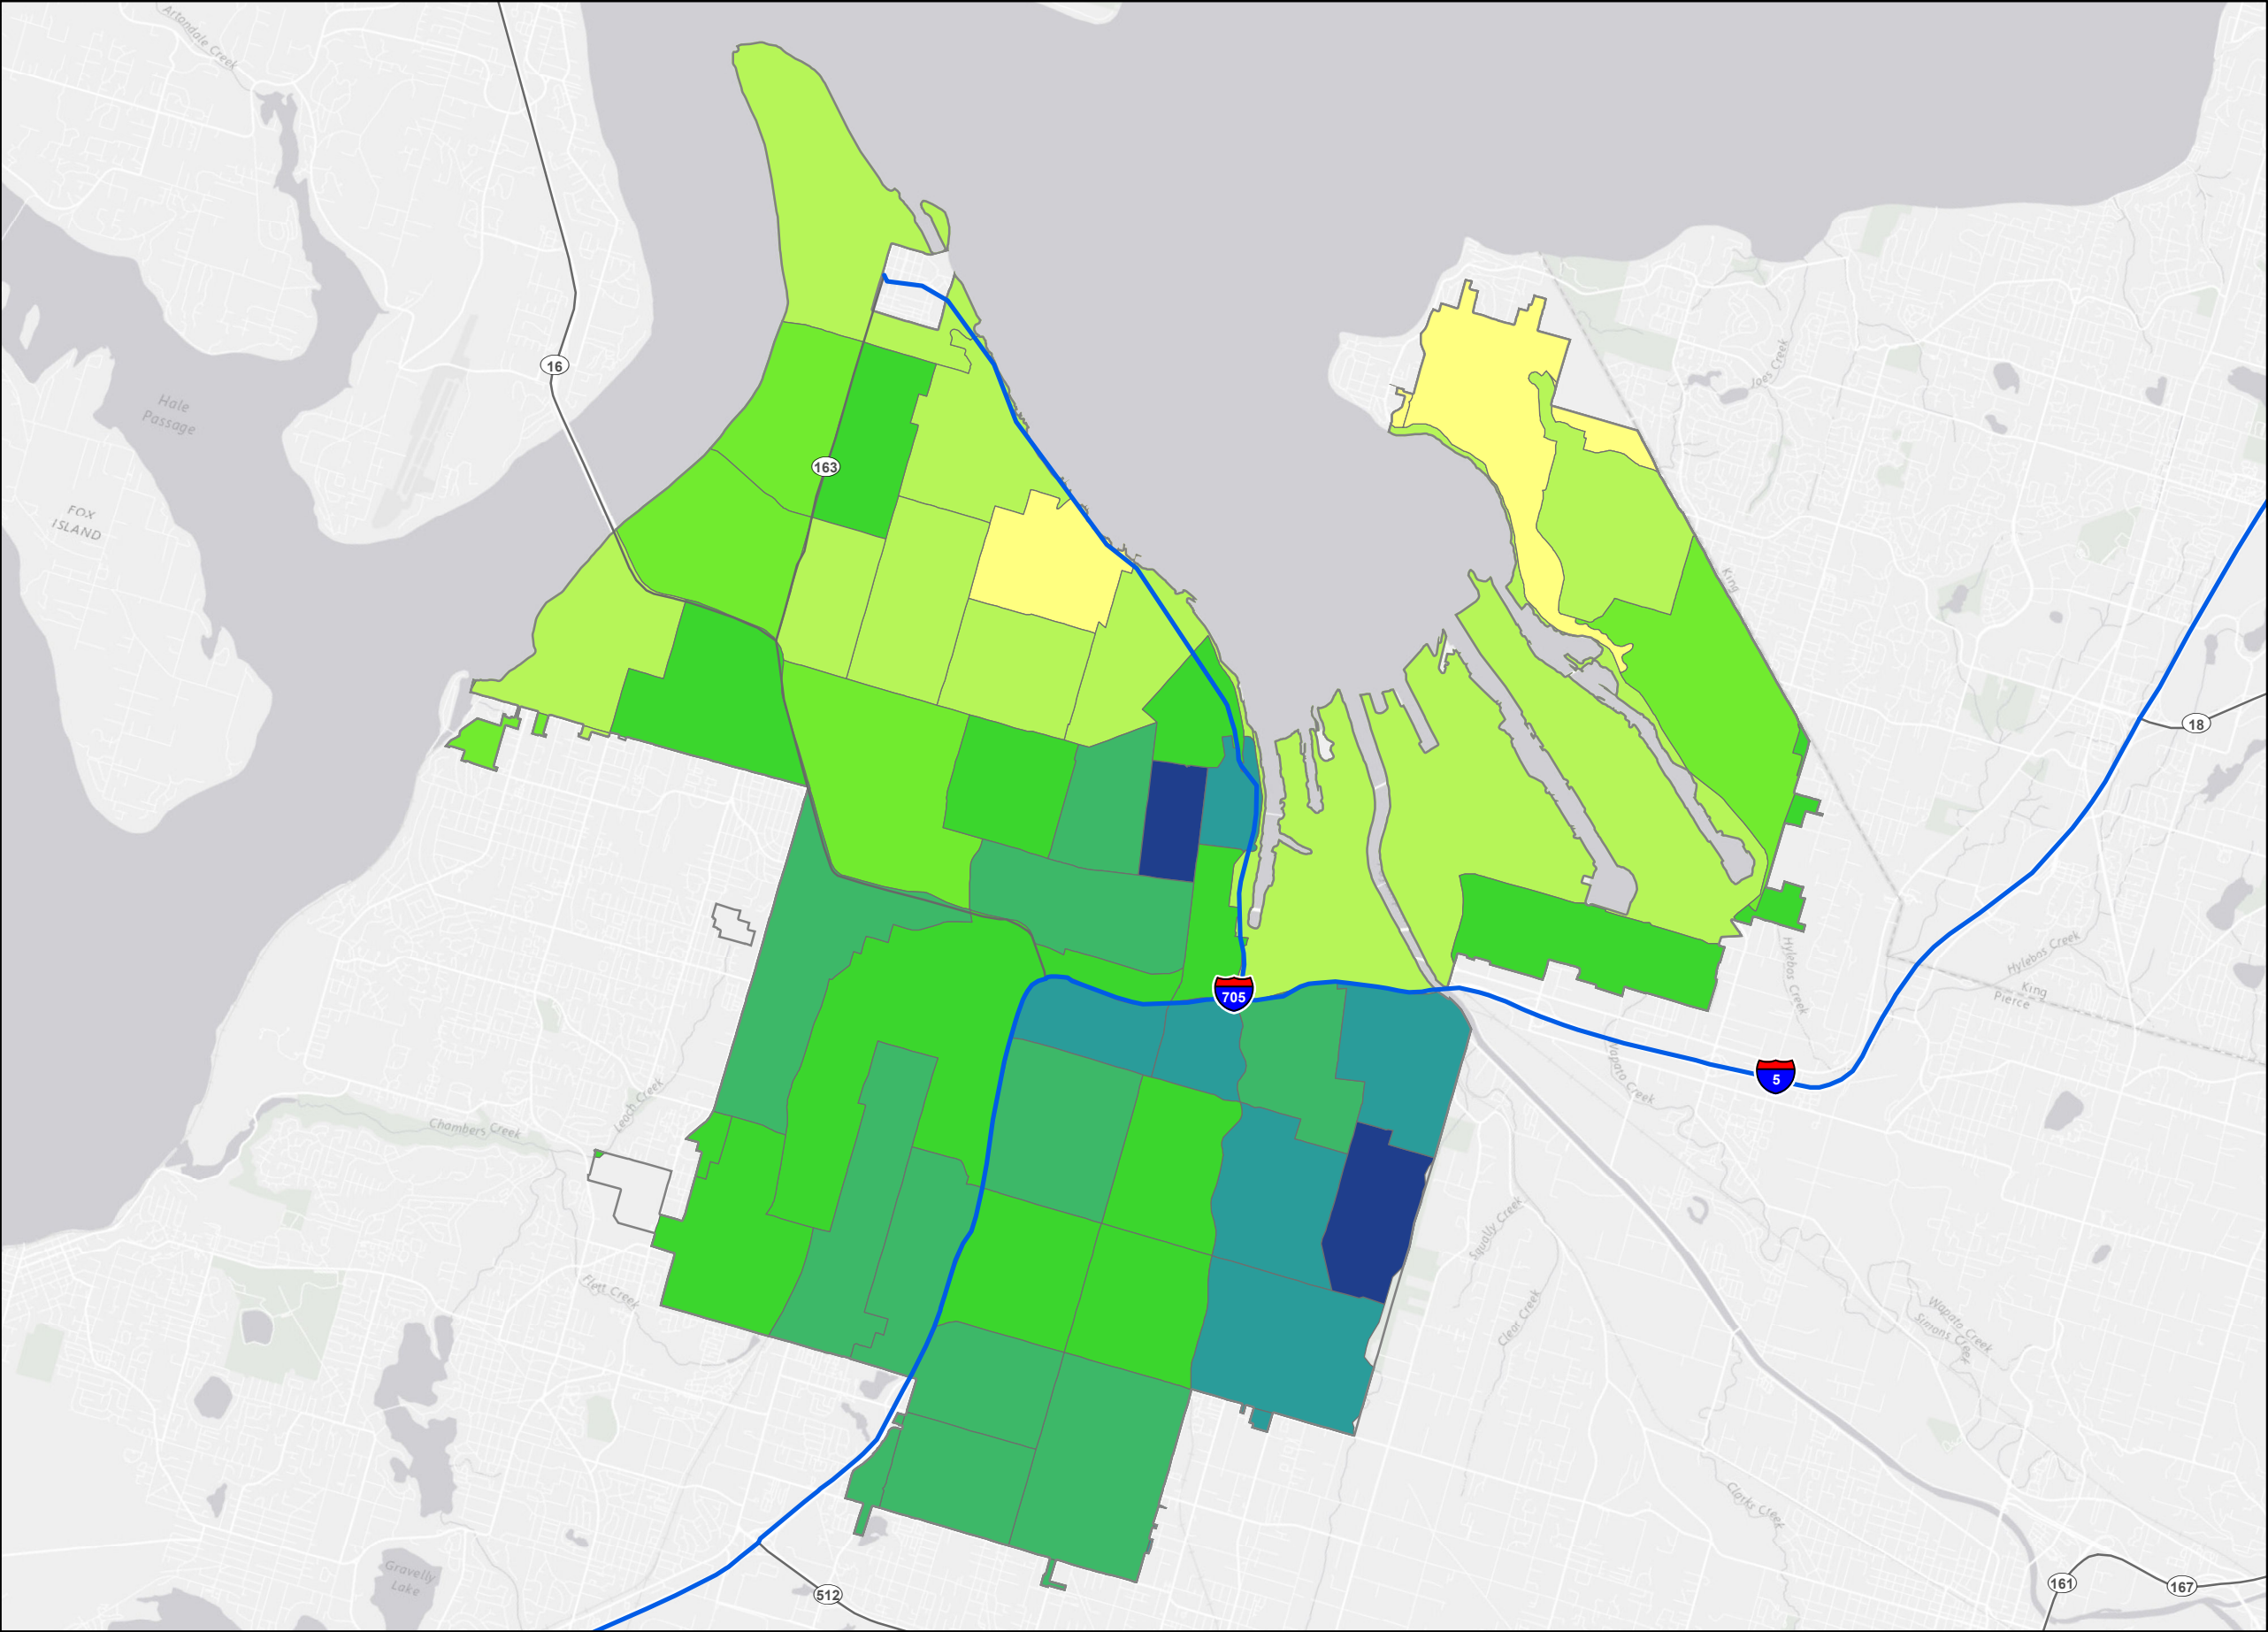 Artondale Creek
16
Hale
Passage
163
FOX
ISLAND
Joes Creek
King
18
Hylebos Creek
Hylebos Creek
King
Pierce
705
5
Wapato Creek
Leach Creek
Chambers Creek
Squally Creek
Flett Creek
Clear Creek
Wapato Creek
Simons Creek
Clarks Creek
Gravelly
Lake
512
161
167